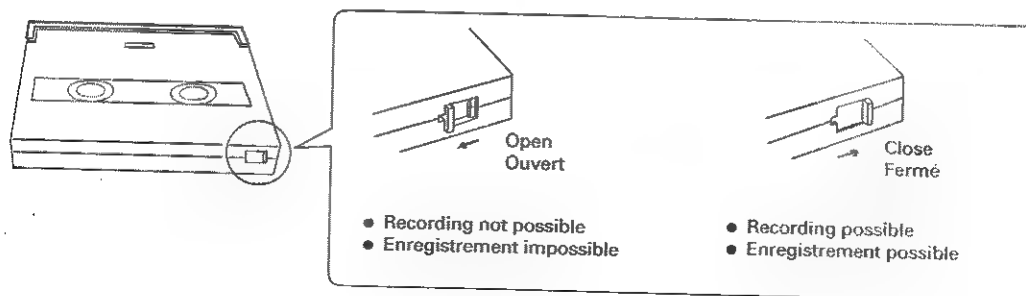 Open
Ouvert
● Recording not possible
● Enregistrement impossible
Close
Fermé
● Recording possible
● Enregistrement possible